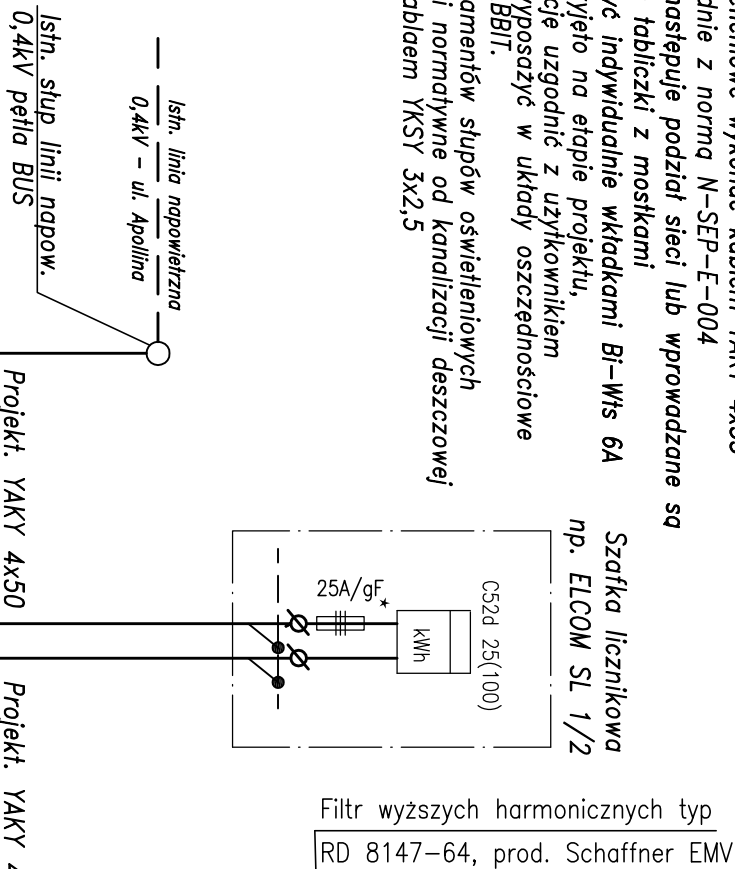 dnie z normą N-SEP-E-004
następuje podział sieci lub wprowadzane są
tabliczki z mostkami
yć indywidualnie wkładkami Bi-Wts 6A
yjęto na etapie projektu,
cję uzgodnić z użytkownikiem
yposażyć w układy oszczędnościowe
BBIT.
amentów słupów oświetleniowych
i normatywne od kanalizacji deszczowej
ablaem YKSY 3x2,5
Istn. linia napowietrzna
0,4kV - ul. Apollina
Istn. słup linii napow.
0,4kV pętla BUS
Projekt. YAKY 4x50
Projekt. YAKY 4
Szafka licznikowa
np. ELCOM SL 1/2
C52d 25(100)
kWh
25A/gF*
Filtr wyższych harmonicznych typ
RD 8147-64, prod. Schaffner EMV